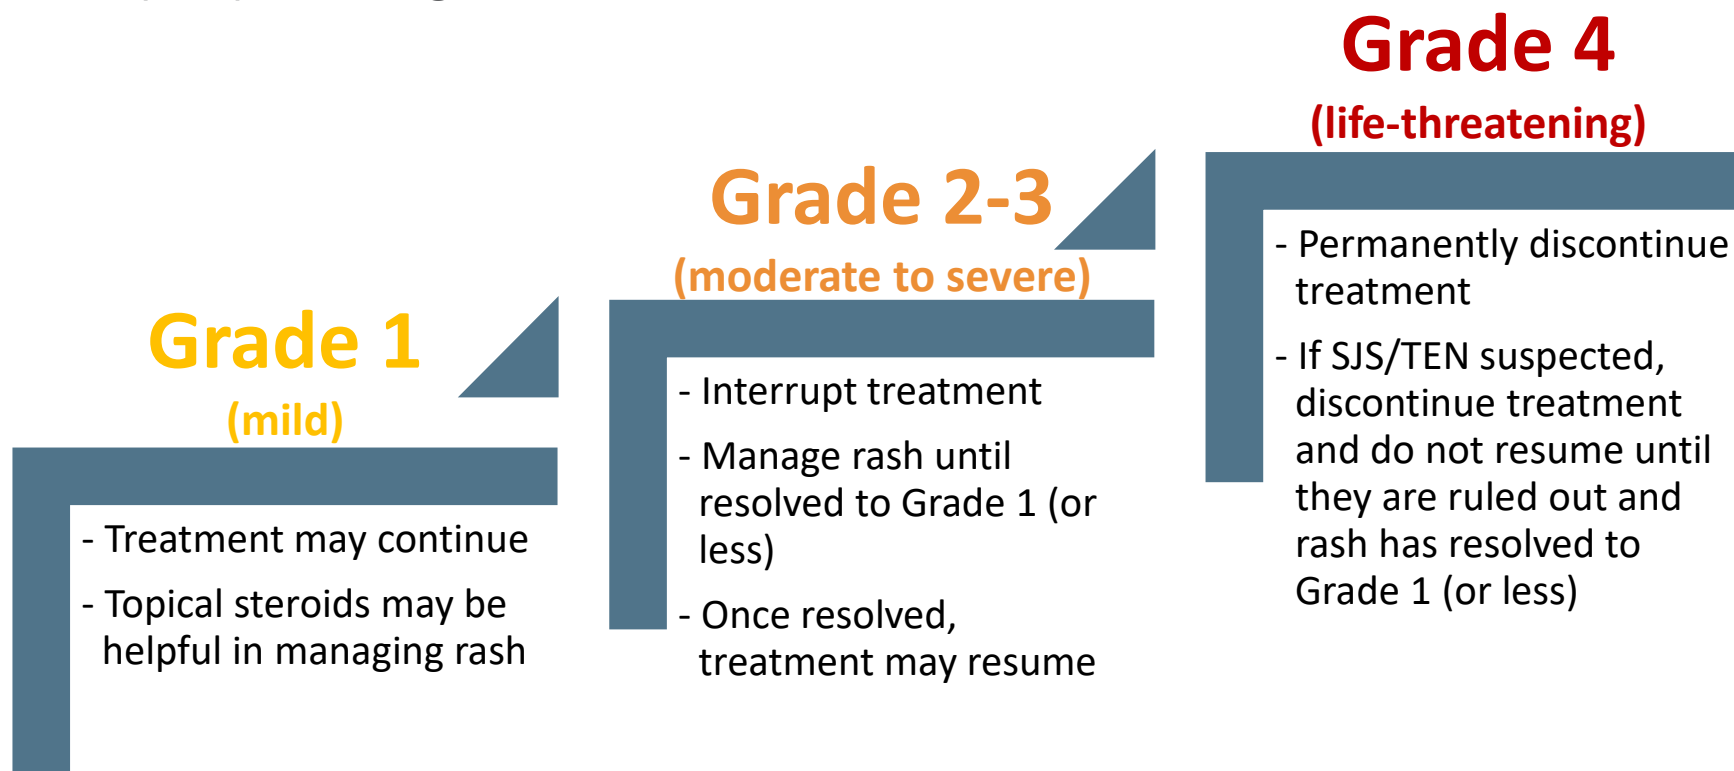 Grade 1
(mild)
- Treatment may continue
- Topical steroids may be
helpful in managing rash
Grade 2-3
(moderate to severe)
- Interrupt treatment
- Manage rash until
resolved to Grade 1 (or
less)
- Once resolved,
treatment may resume
Grade 4
(life-threatening)
- Permanently discontinue
treatment
- If SJS/TEN suspected,
discontinue treatment
and do not resume until
they are ruled out and
rash has resolved to
Grade 1 (or less)